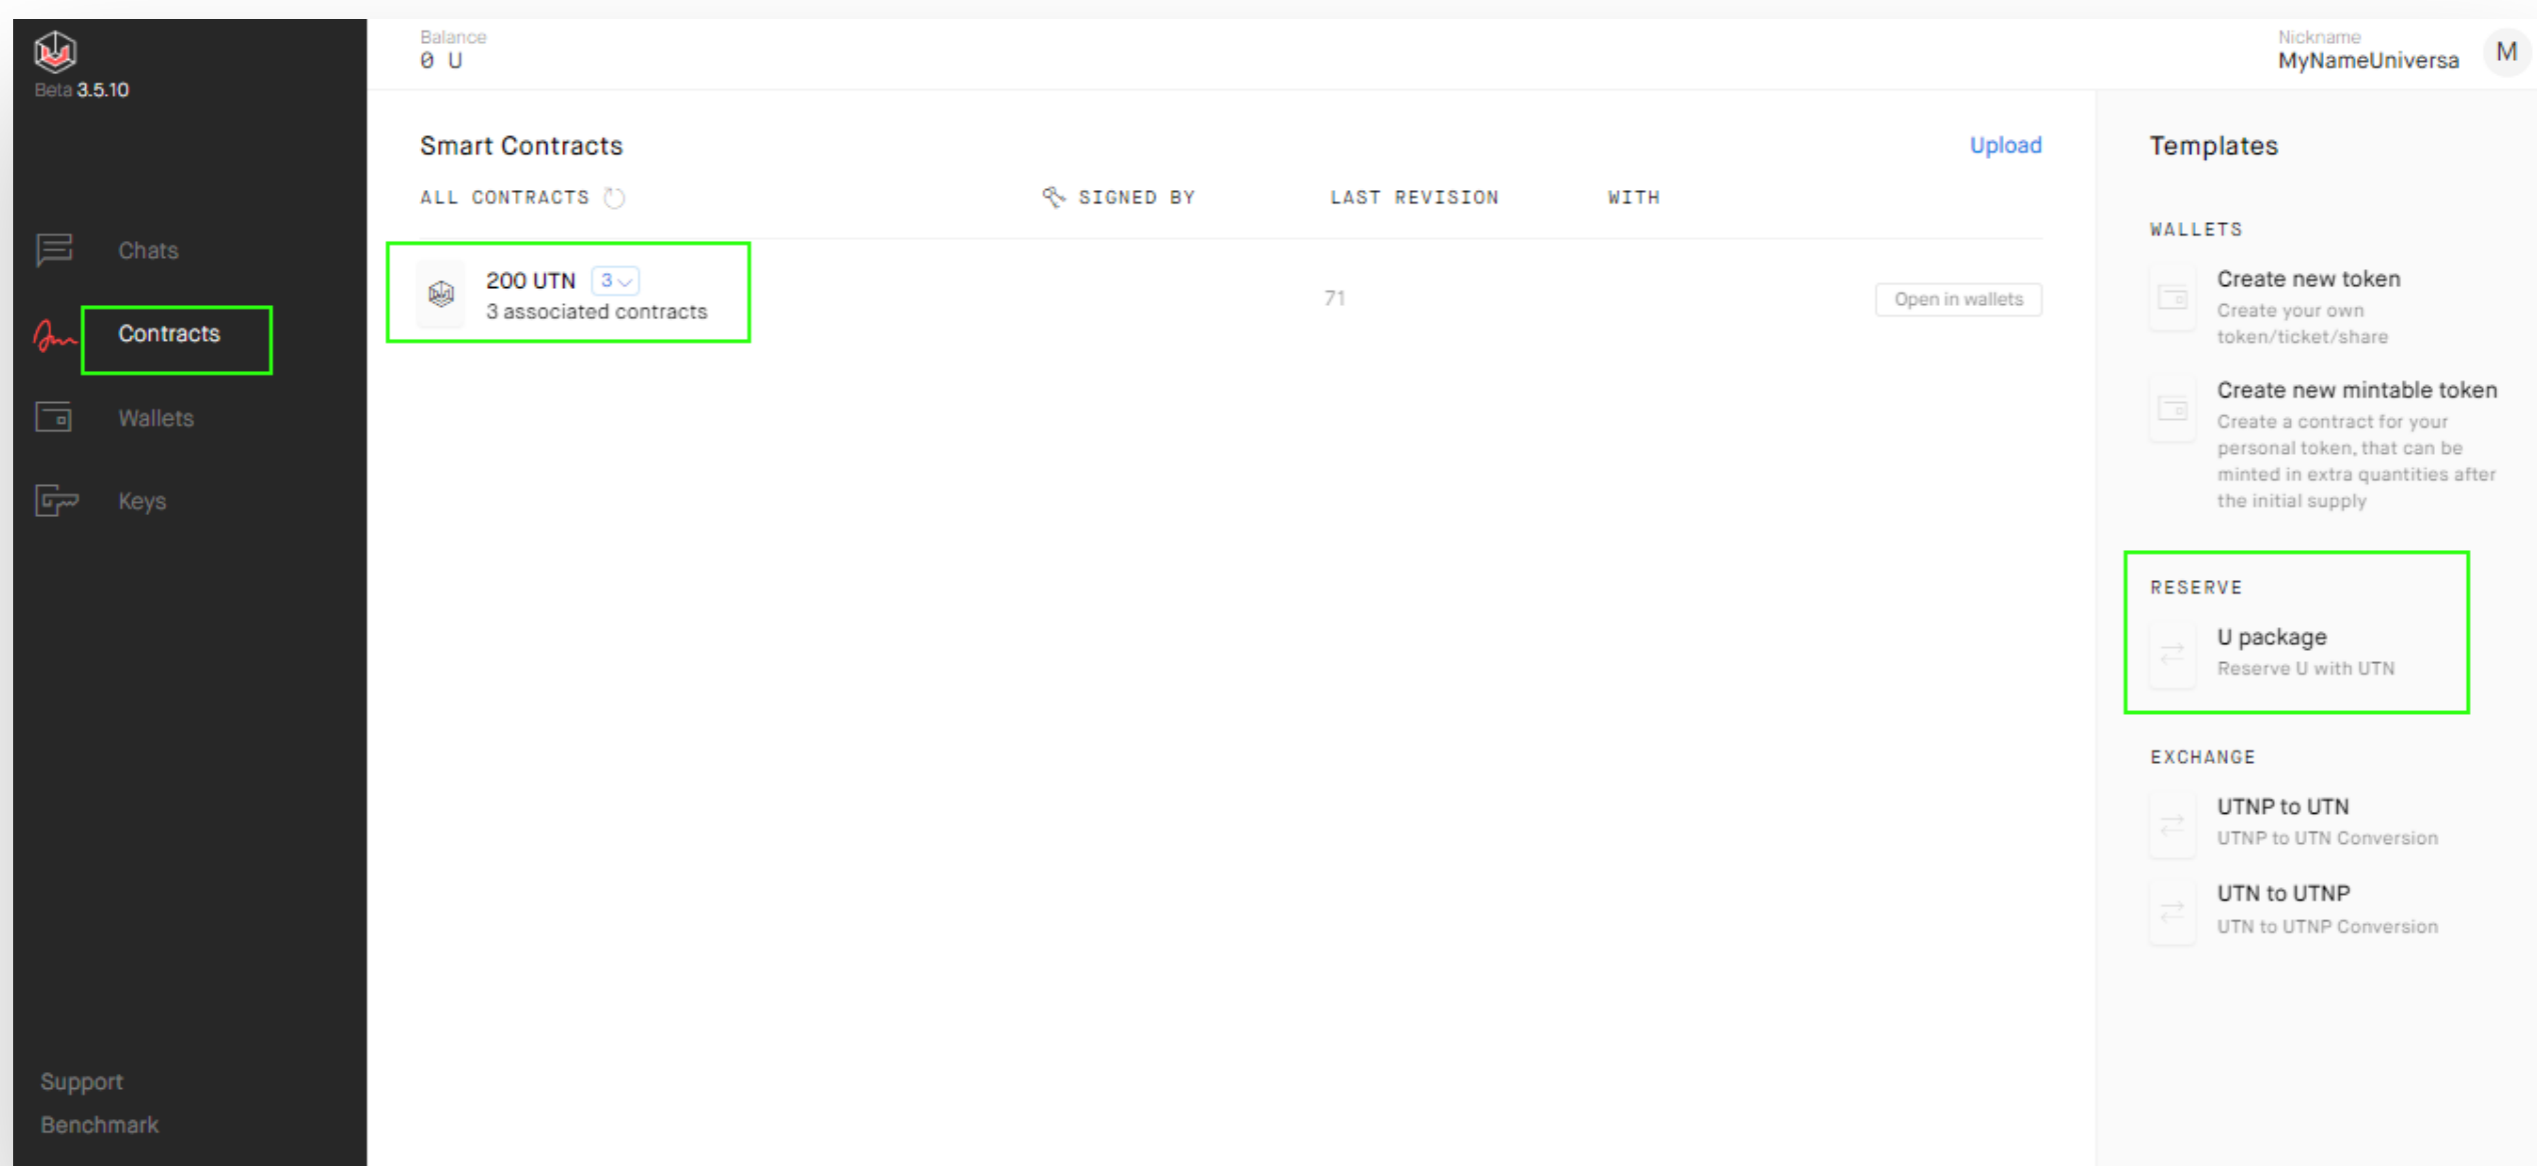 Beta 3.5.10
Chats
Contracts
Wallets
Keys
Support
Benchmark
Balance
0 U
Nickname
MyNameUniversa
M
Smart Contracts
Upload
ALL CONTRACTS
SIGNED BY
LAST REVISION
WITH
200 UTN 3
3 associated contracts
71
Open in wallets
Templates
WALLETS
Create new token
Create your own
token/ticket/share
Create new mintable token
Create a contract for your
personal token, that can be
minted in extra quantities after
the initial supply
RESERVE
U package
Reserve U with UTN
EXCHANGE
UTNP to UTN
UTNP to UTN Conversion
UTN to UTNP
UTN to UTNP Conversion